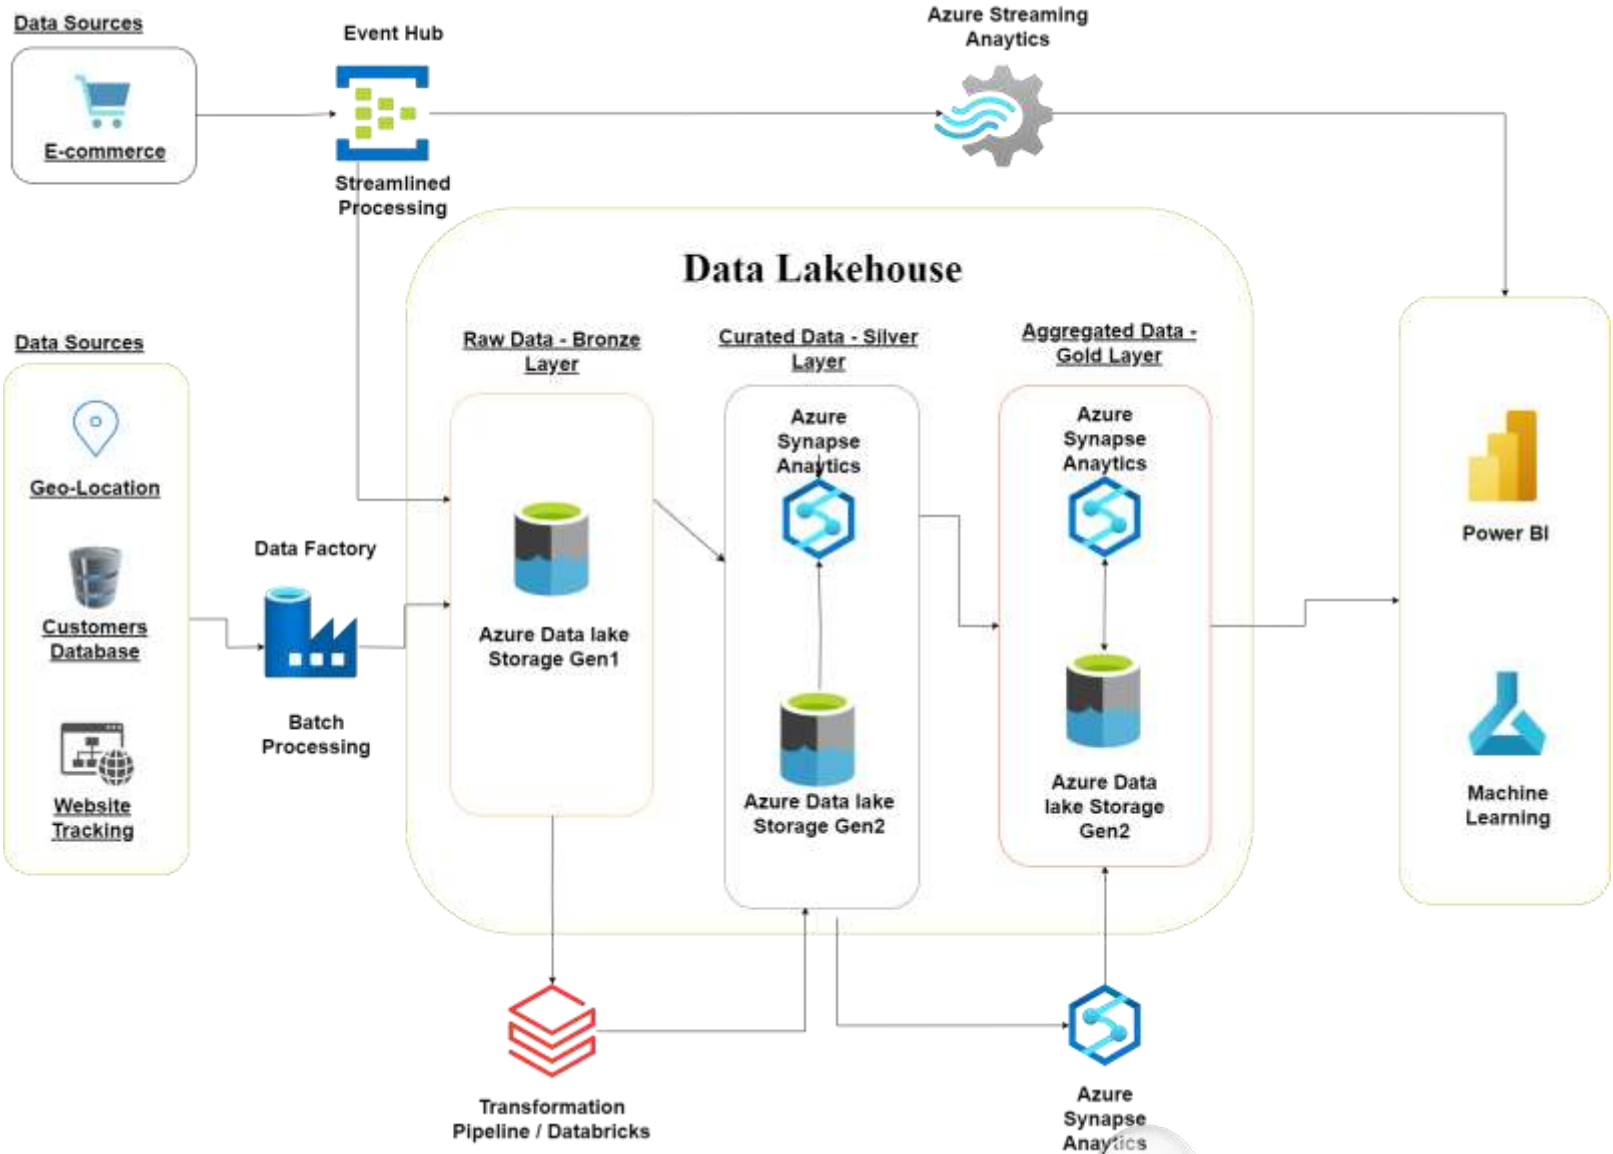 Data Sources
E-commerce
Event Hub
Streamlined
Processing
Azure Streaming
Anaytics
Data Lakehouse
Data Sources
Geo-Location
Customers
Database
Website
Tracking
Data Factory
Batch
Processing
Raw Data - Bronze
Layer
Azure Data lake
Storage Gen1
Curated Data - Silver
Layer
Azure
Synapse
Anaytics
Azure Data lake
Storage Gen2
Aggregated Data -
Gold Layer
Azure
Synapse
Anaytics
Azure Data
lake Storage
Gen2
Power BI
Machine
Learning
Transformation
Pipeline / Databricks
Azure
Synapse
Anaytics